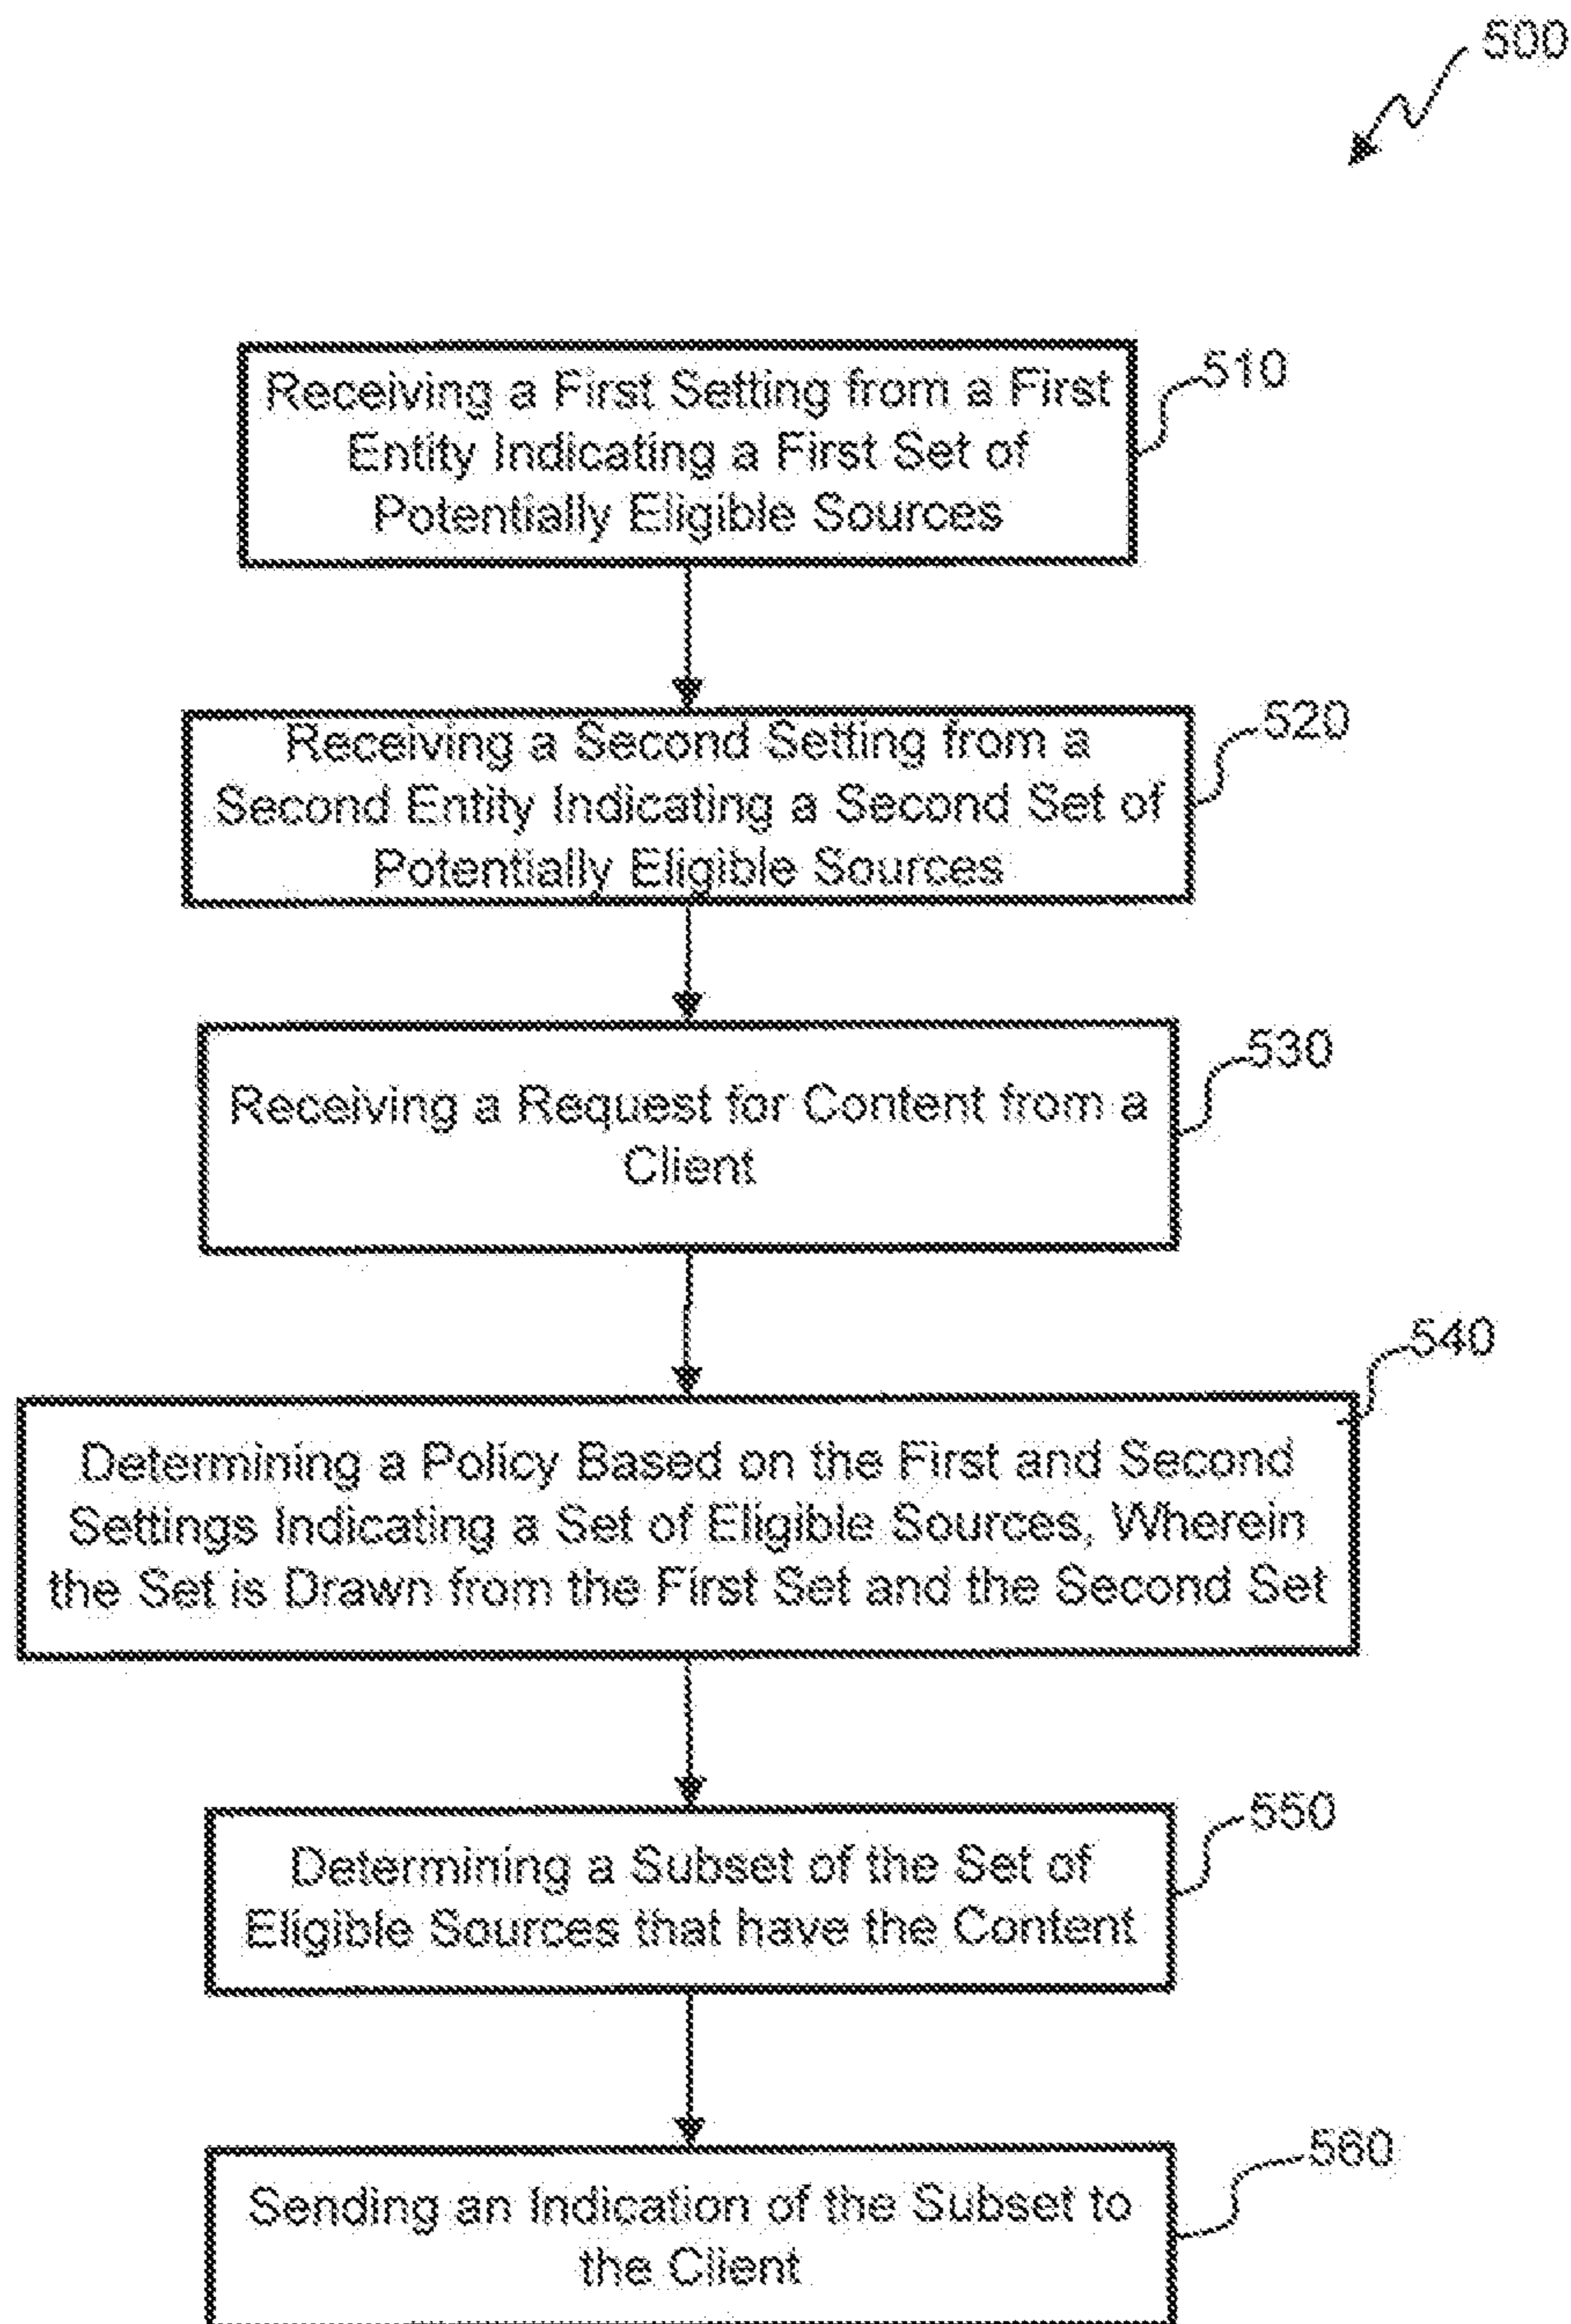 500
Receiving a First Setting from a First
Entity Indicating a First Set of
Potentially Eligible Sources
510
Receiving a Second Setting from a
Second Entity Indicating a Second Set of
Potentially Eligible Sources
520
Receiving a Request for Content from a
Client
530
Determining a Policy Based on the First and Second
Settings Indicating a Set of Eligible Sources, Wherein
the Set is Drawn from the First Set and the Second Set
540
Determining a Subset of the Set of
Eligible Sources that have the Content
550
Sending an Indication of the Subset to
the Client
560